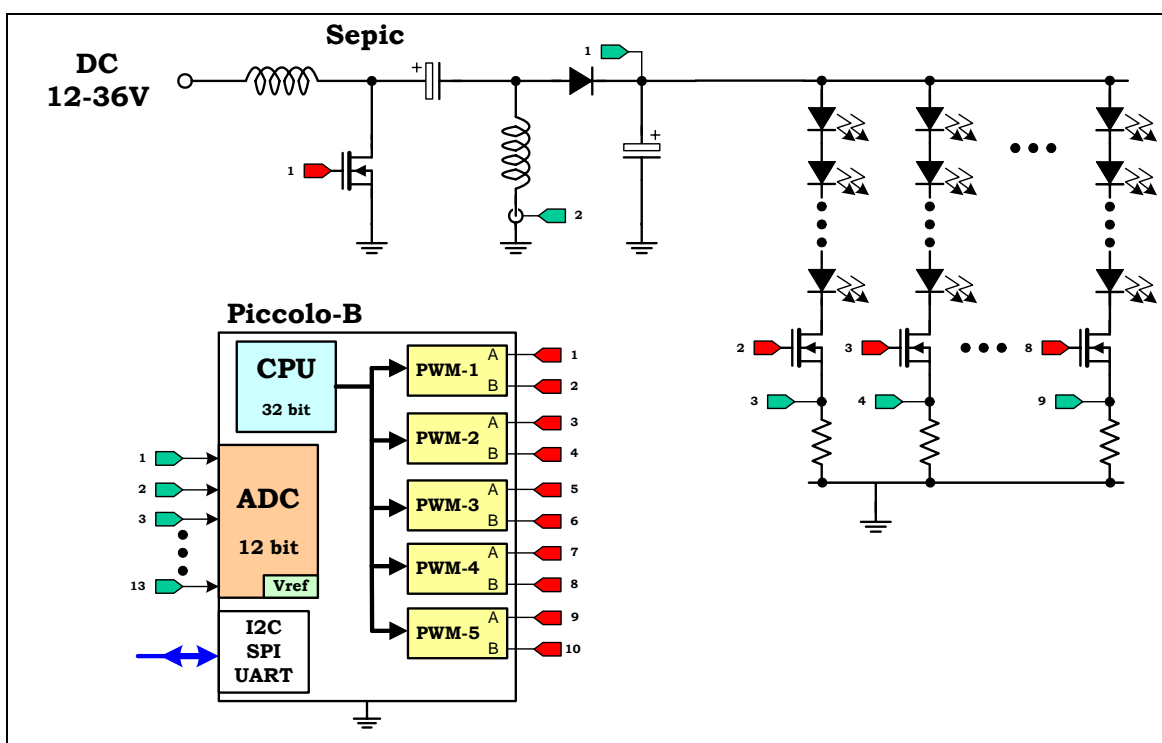 Sepic
DC
12-36V
+
1
+
1
2
2
3
8
3
4
9
Piccolo-B
CPU
32 bit
PWM-1
A
B
1
2
PWM-2
A
B
3
4
1
2
3
13
ADC
12 bit
Vref
PWM-3
A
B
5
6
PWM-4
A
B
7
8
I2C
SPI
UART
PWM-5
A
B
9
10